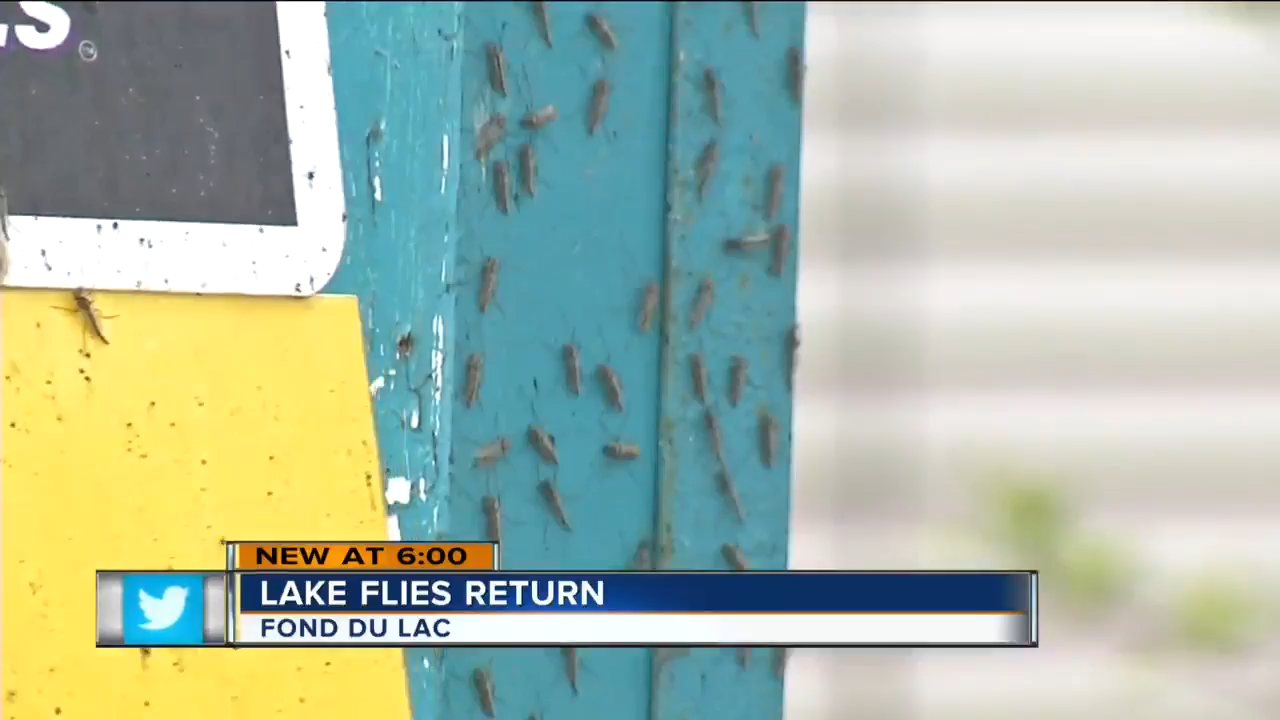 NEW AT 6:00
LAKE FLIES RETURN
FOND DU LAC